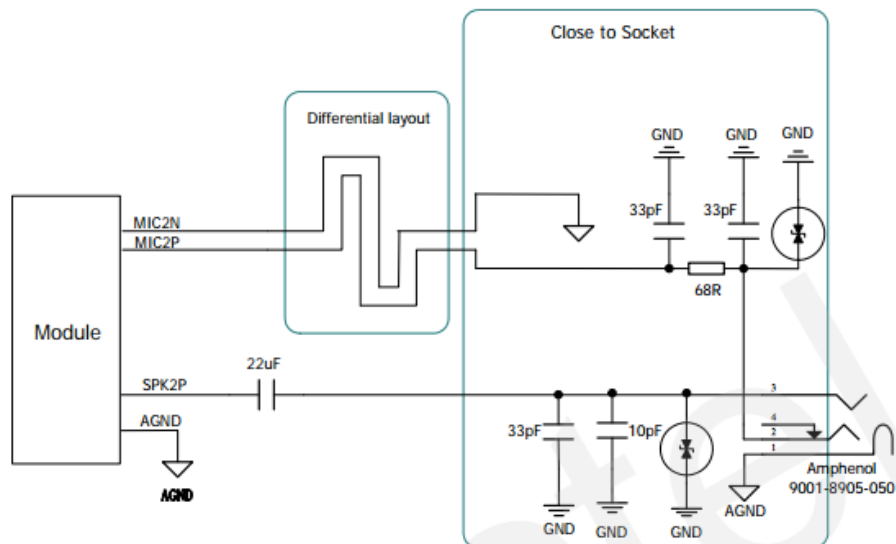 Close to Socket
Differential layout
GND
GND
GND
33pF
33pF
MIC2N
MIC2P
68R
Module
22uF
SPK2P
3
AGND
33pF
10pF
4
2
1
AGND
Amphenol
9001-8905-050
AGND
GND
GND
GND